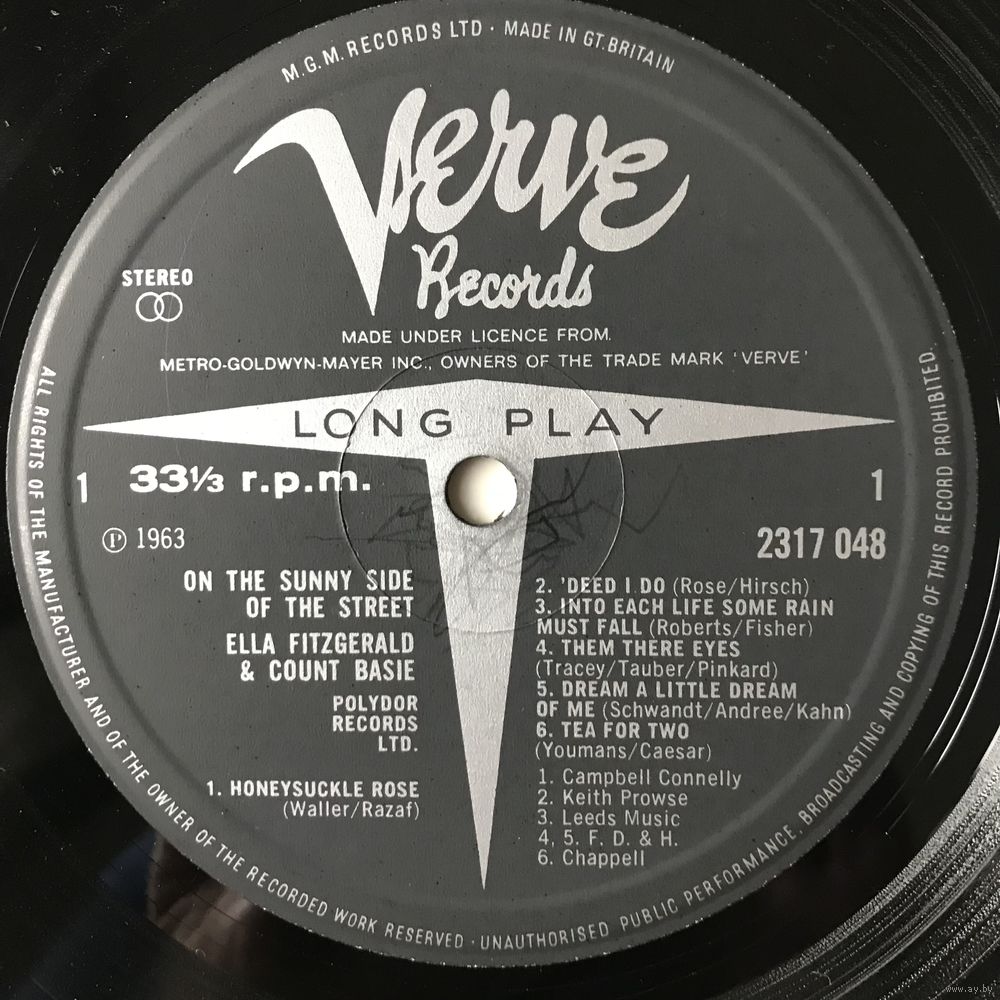 M.G.M. RECORDS LTD · MADE IN GT. BRITAIN
Verve
Records
STEREO
MADE UNDER LICENCE FROM.
METRO-GOLDWYN-MAYER INC., OWNERS OF THE TRADE MARK 'VERVE'
LONG PLAY
1 33⅓ r.p.m. 1
℗ 1963 2317 048
ON THE SUNNY SIDE
OF THE STREET
ELLA FITZGERALD
& COUNT BASIE
POLYDOR
RECORDS
LTD.
1. HONEYSUCKLE ROSE
(Waller/Razaf)
2. 'DEED I DO (Rose/Hirsch)
3. INTO EACH LIFE SOME RAIN
MUST FALL (Roberts/Fisher)
4. THEM THERE EYES
(Tracey/Tauber/Pinkard)
5. DREAM A LITTLE DREAM
OF ME (Schwandt/Andree/Kahn)
6. TEA FOR TWO
(Youmans/Caesar)
1. Campbell Connelly
2. Keith Prowse
3. Leeds Music
4, 5. F. D. & H.
6. Chappell
ALL RIGHTS OF THE MANUFACTURER AND OF THE OWNER OF THE RECORDED WORK RESERVED · UNAUTHORISED PUBLIC PERFORMANCE, BROADCASTING AND COPYING OF THIS RECORD PROHIBITED.
www.ay.by